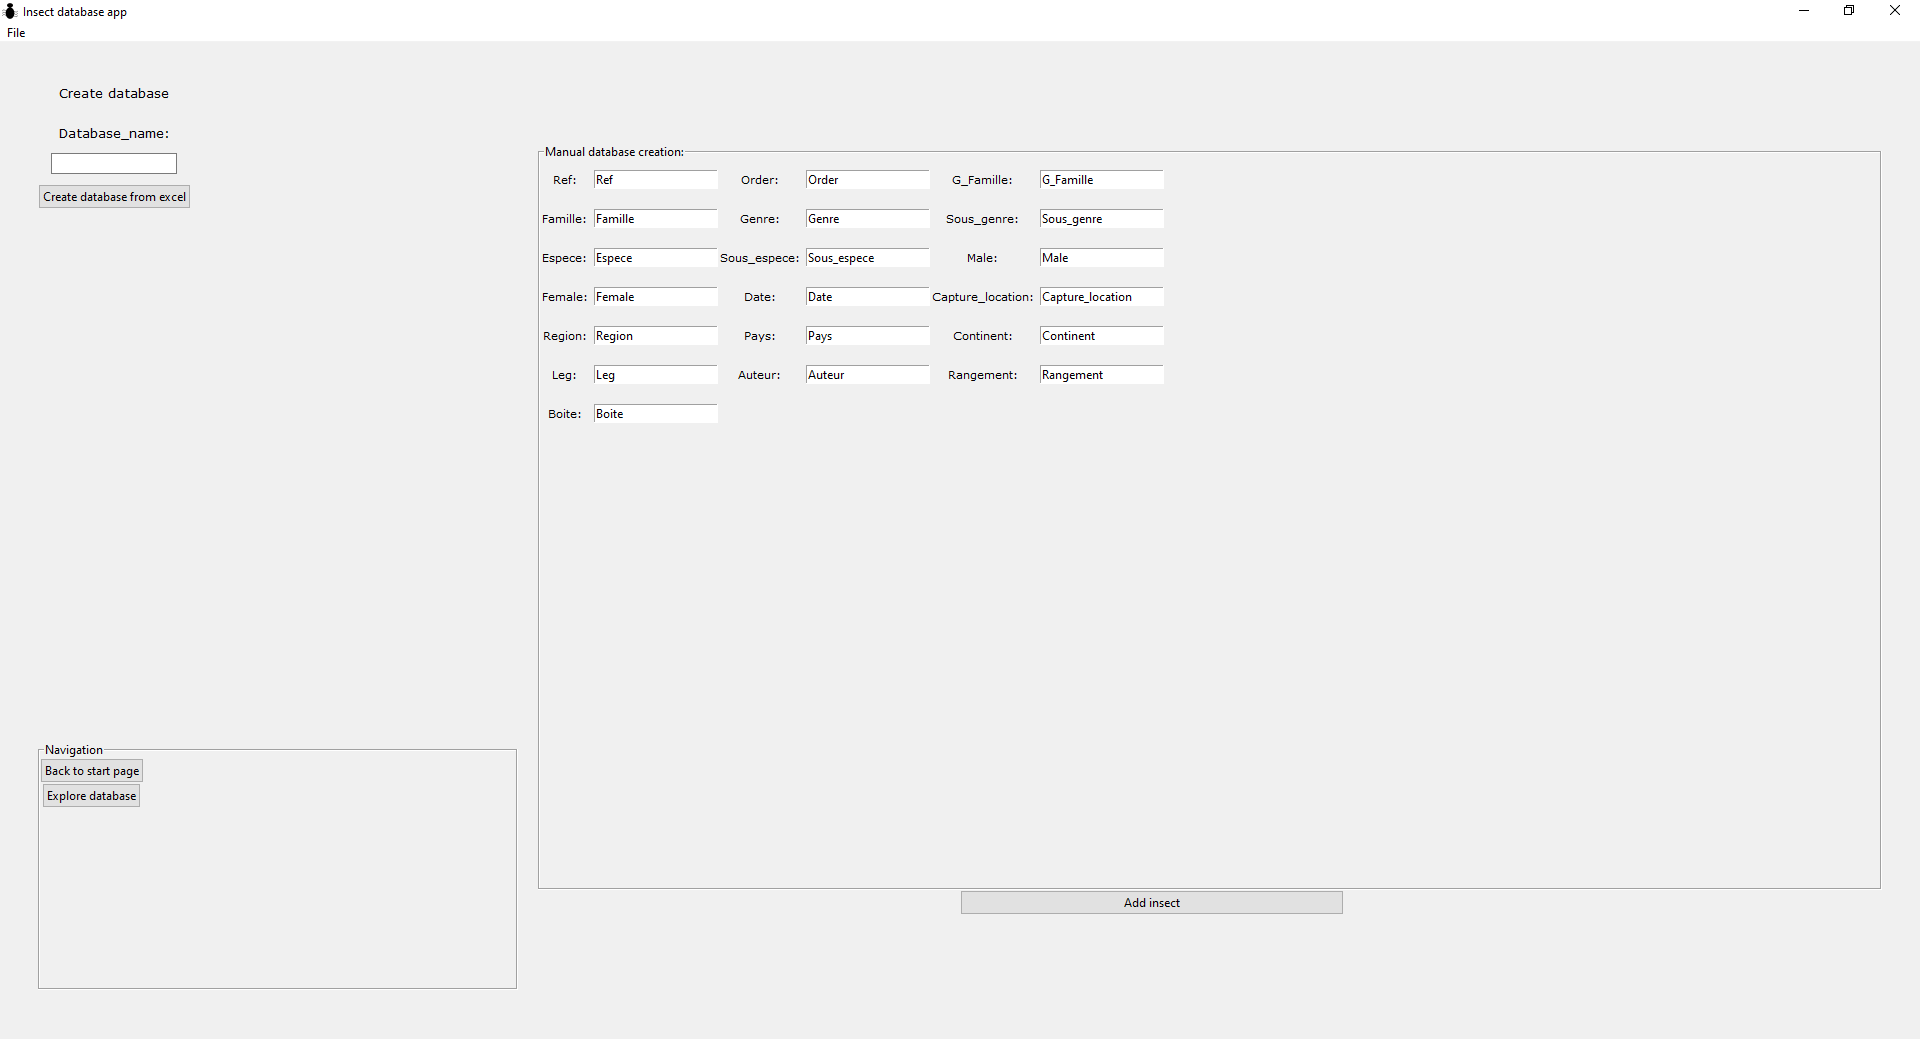 Insect database app
File
Create database
Database_name:
Create database from excel
Manual database creation:
Ref: Ref Order: Order G_Famille: G_Famille
Famille: Famille Genre: Genre Sous_genre: Sous_genre
Espece: Espece Sous_espece: Sous_espece Male: Male
Female: Female Date: Date Capture_location: Capture_location
Region: Region Pays: Pays Continent: Continent
Leg: Leg Auteur: Auteur Rangement: Rangement
Boite: Boite
Navigation
Back to start page
Explore database
Add insect